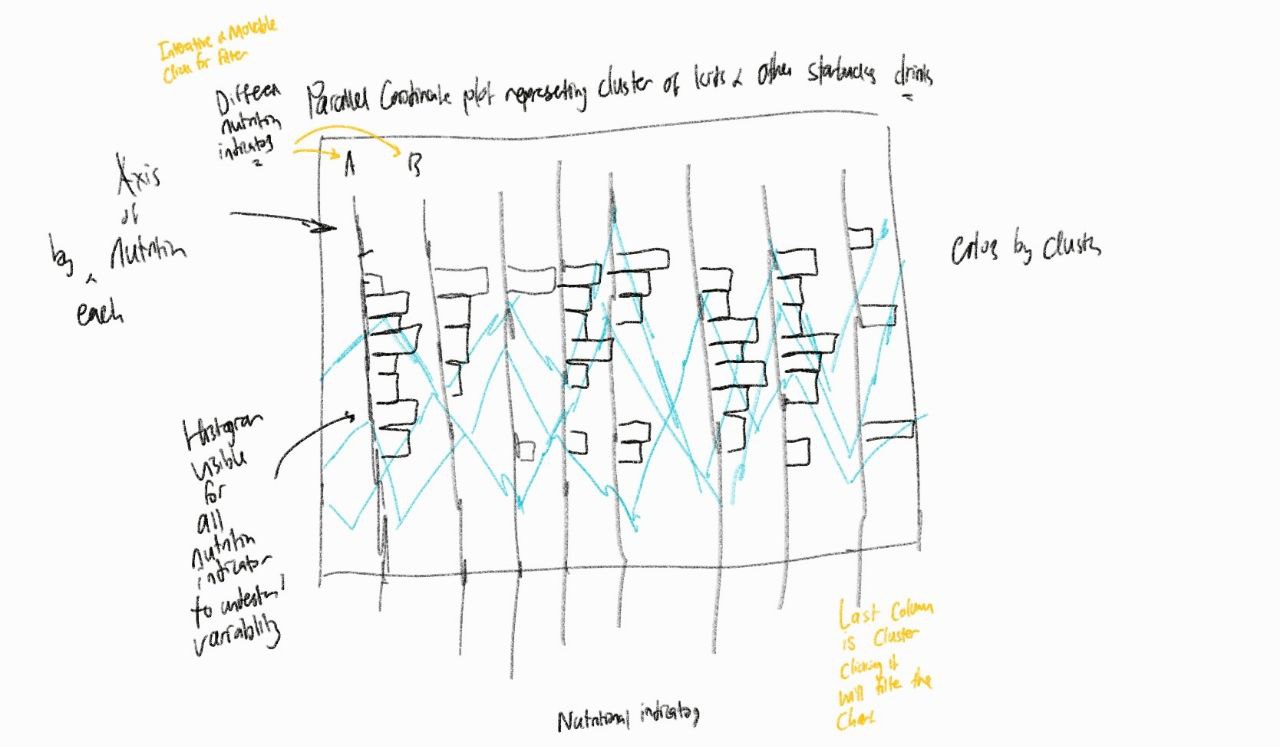 Interative & Movable
Click for filter
Parallel Coordinate plot representing cluster of kids & other starbucks drinks
Differen
nutrition
indicator
A
B
Axis
of
by nutrition
each
Color by cluster
Histogram
visible
for
all
nutrition
indicator
to understand
variability
Last Column
is Cluster
Clicking it
will filter the
Chart
Nutritional indicator